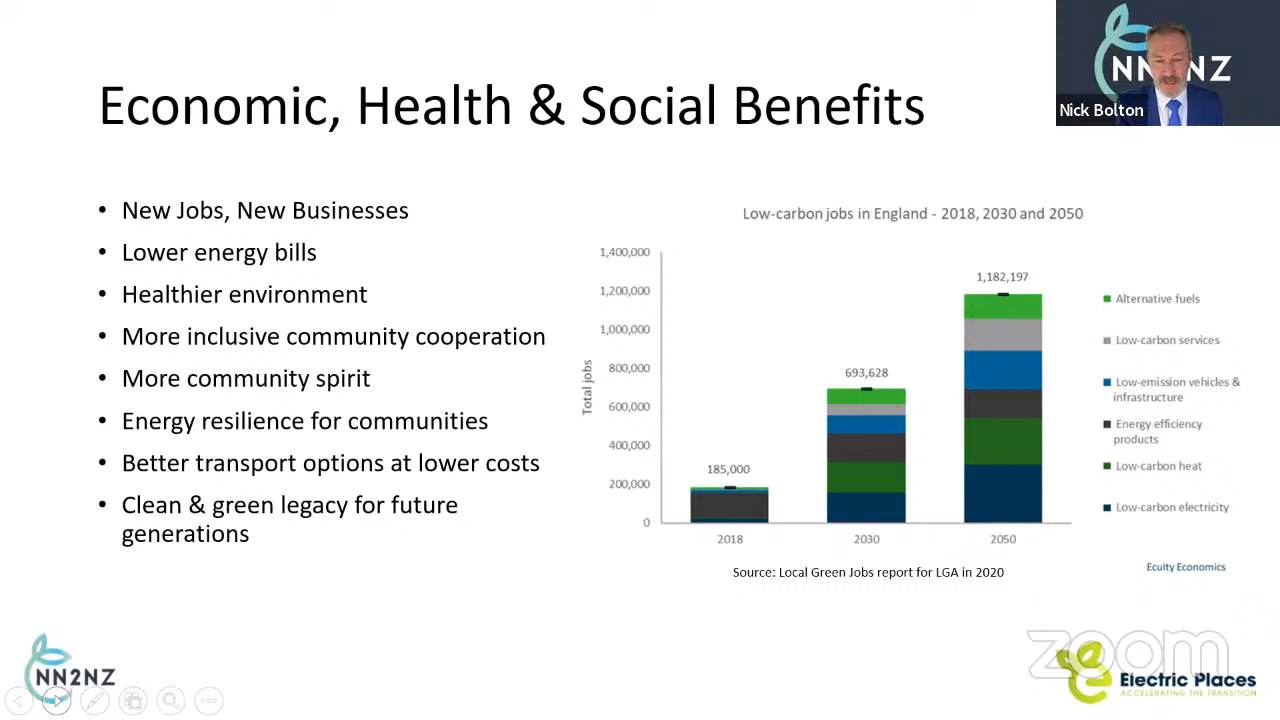 NN2NZ
Nick Bolton
Economic, Health & Social Benefits
• New Jobs, New Businesses
• Lower energy bills
• Healthier environment
• More inclusive community cooperation
• More community spirit
• Energy resilience for communities
• Better transport options at lower costs
• Clean & green legacy for future
generations
Low-carbon jobs in England - 2018, 2030 and 2050
Total jobs
1,400,000
1,200,000
1,000,000
800,000
600,000
400,000
200,000
0
185,000
693,628
1,182,197
2018
2030
2050
Alternative fuels
Low-carbon services
Low-emission vehicles &
infrastructure
Energy efficiency
products
Low-carbon heat
Low-carbon electricity
Ecuity Economics
Source: Local Green Jobs report for LGA in 2020
NN2NZ
zoom
Electric Places
ACCELERATING THE TRANSITION